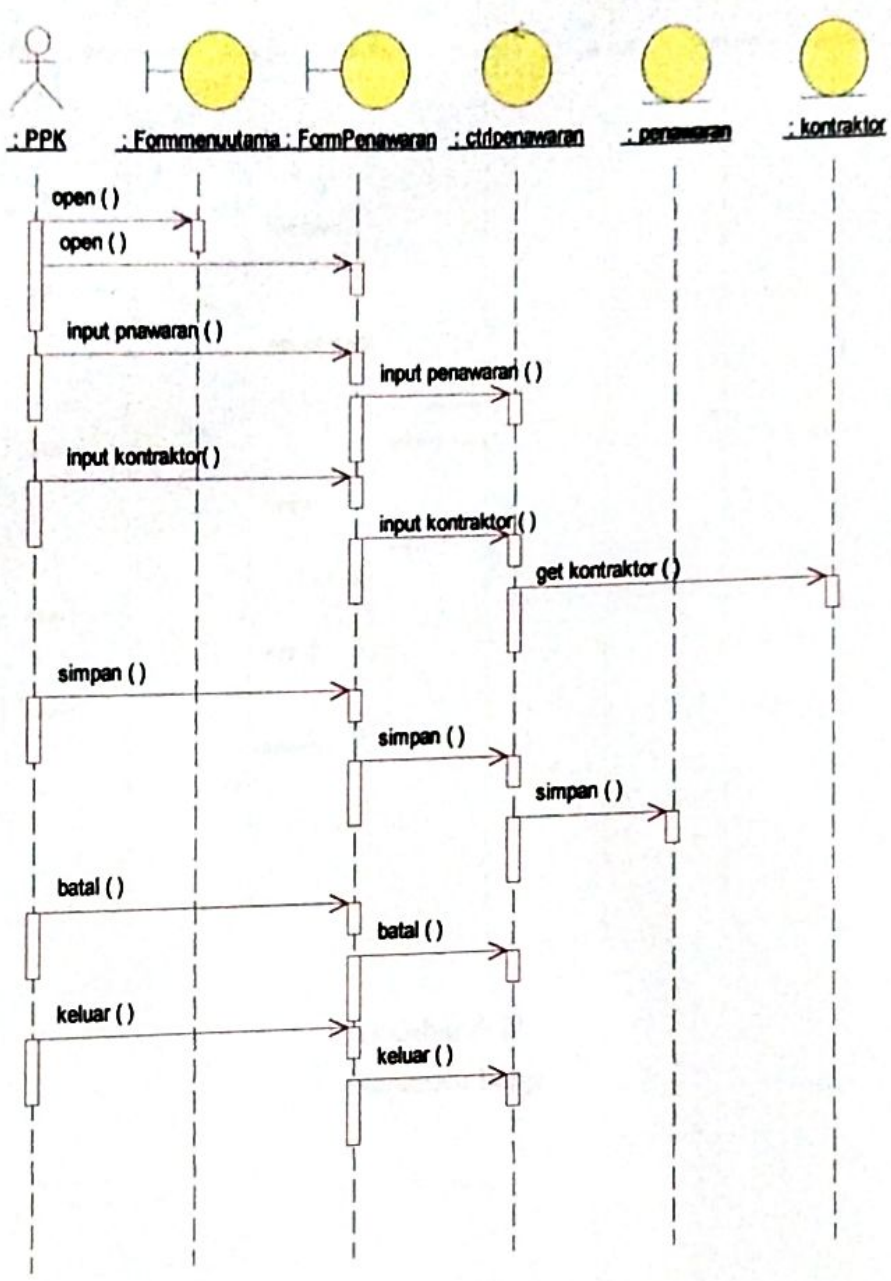 : PPK
: Formmenuutama
: FormPenawaran
: ctrlpenawaran
: penawaran
: kontraktor
open ( )
open ( )
input pnawaran ( )
input penawaran ( )
input kontraktor( )
input kontraktor ( )
get kontraktor ( )
simpan ( )
simpan ( )
simpan ( )
batal ( )
batal ( )
keluar ( )
keluar ( )